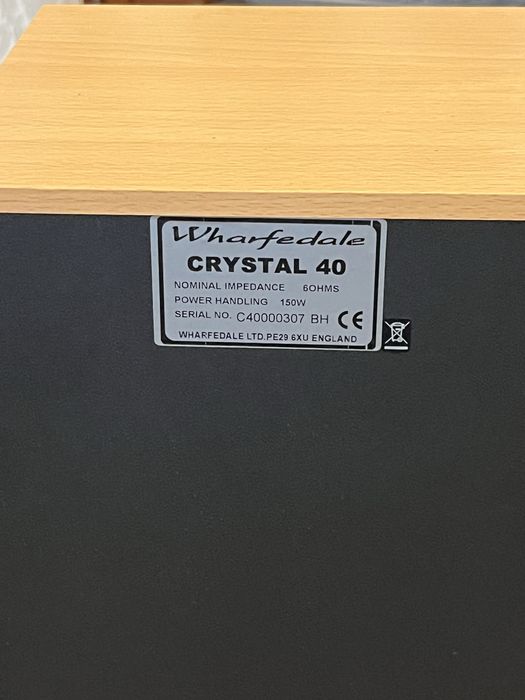 Wharfedale
CRYSTAL 40
NOMINAL IMPEDANCE 6OHMS
POWER HANDLING 150W
SERIAL NO. C40000307 BH CE
WHARFEDALE LTD.PE29 6XU ENGLAND